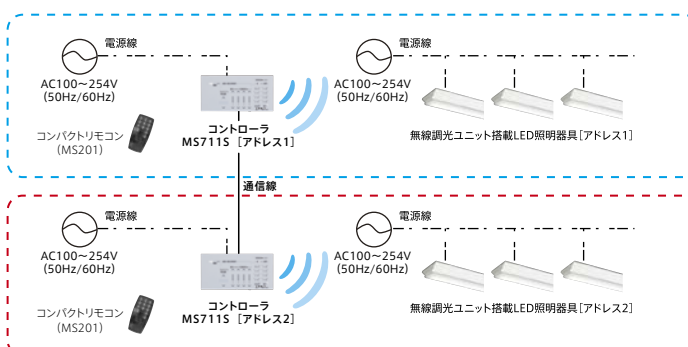 電源線
AC100~254V
(50Hz/60Hz)
コンパクトリモコン
(MS201)
コントローラ
MS711S [アドレス1]
電源線
AC100~254V
(50Hz/60Hz)
無線調光ユニット搭載LED照明器具[アドレス1]
通信線
電源線
AC100~254V
(50Hz/60Hz)
コンパクトリモコン
(MS201)
コントローラ
MS711S [アドレス2]
電源線
AC100~254V
(50Hz/60Hz)
無線調光ユニット搭載LED照明器具[アドレス2]